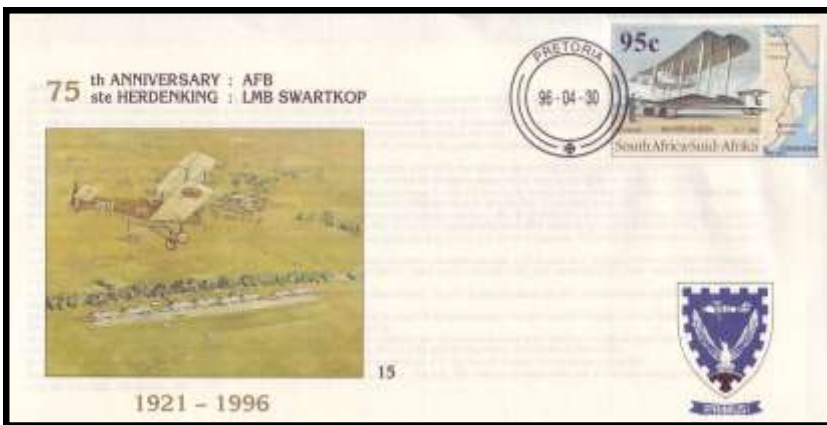 75 th ANNIVERSARY : AFB
ste HERDENKING : LMB SWARTKOP
PRETORIA
96-04-30
95c
South Africa Suid-Afrika
15
1921 – 1996